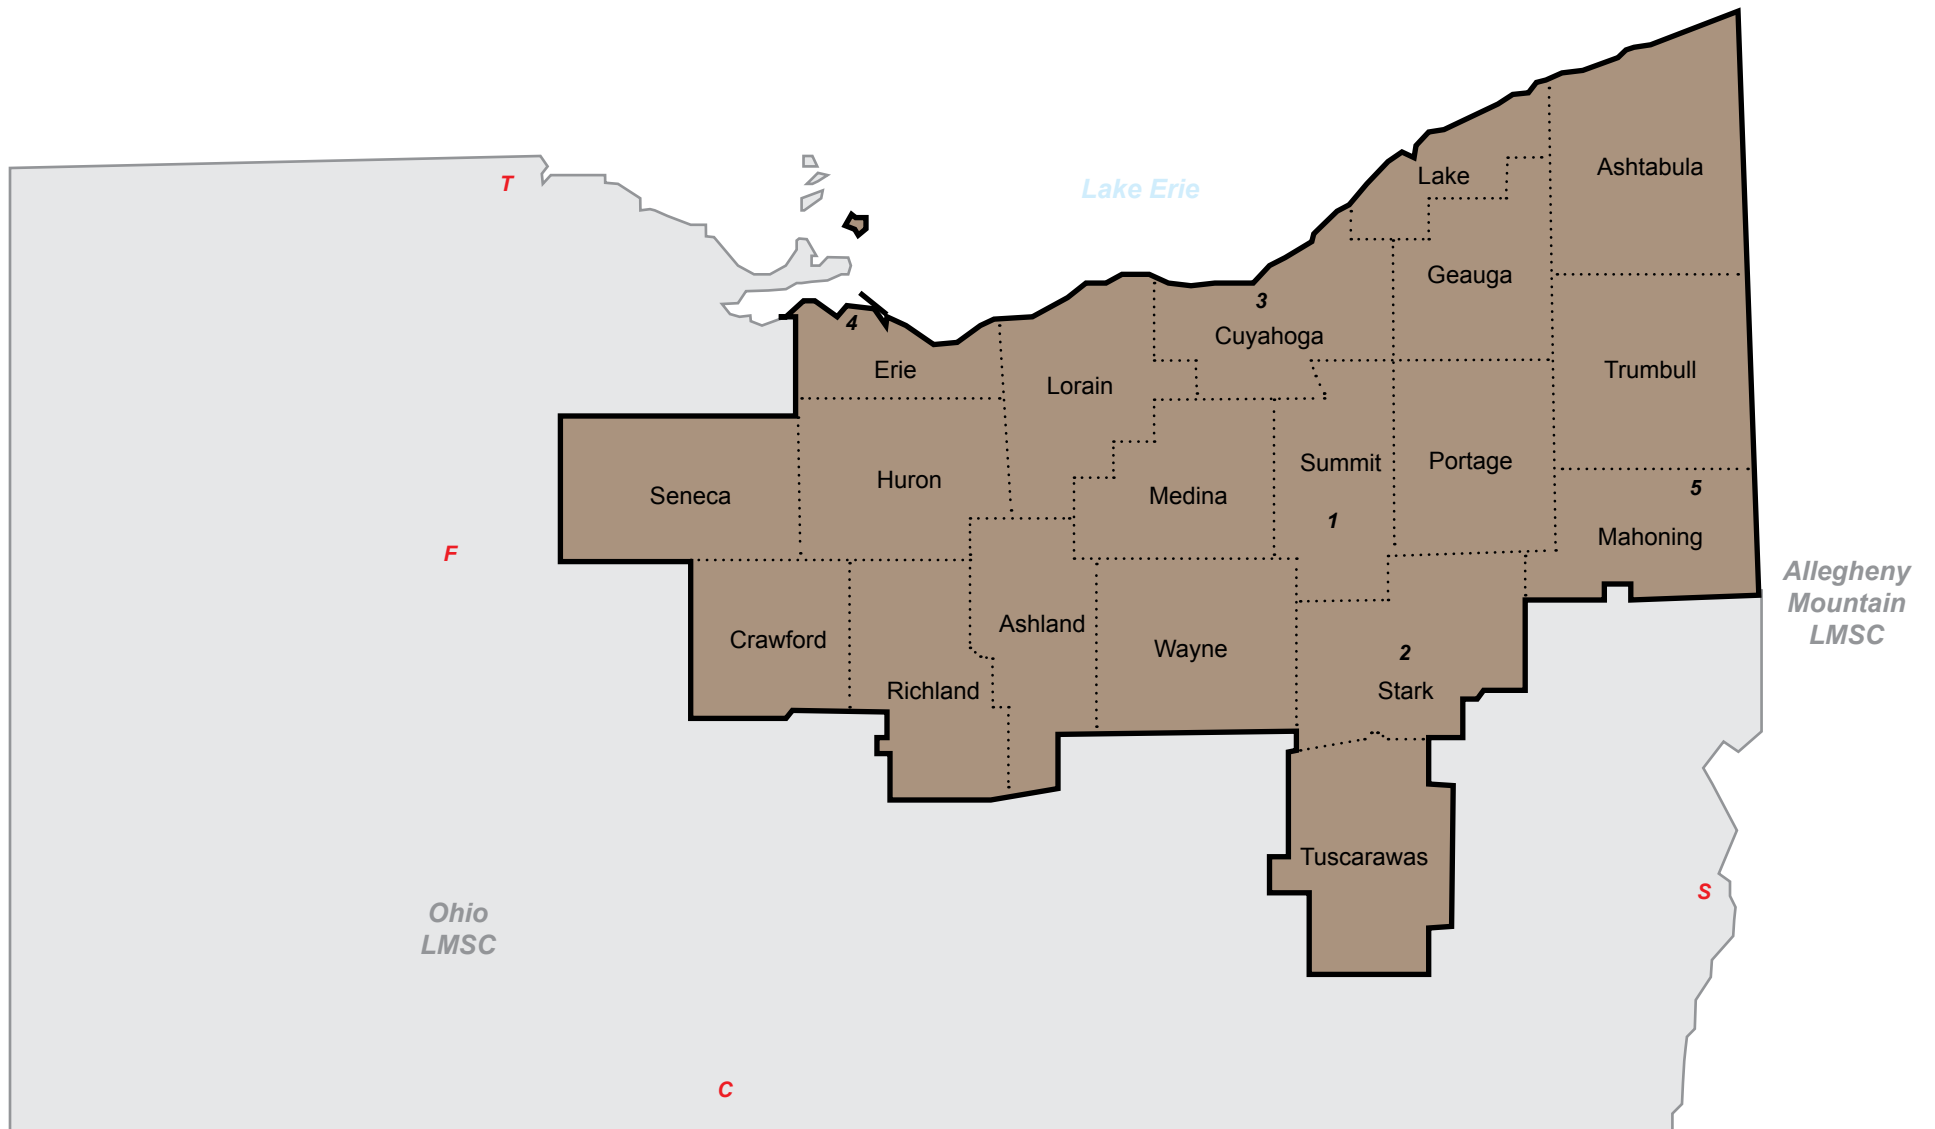 T
Lake Erie
Lake
Ashtabula
Geauga
3
Cuyahoga
4
Erie
Lorain
Trumbull
Seneca
Huron
Medina
Summit
Portage
5
1
Mahoning
F
Allegheny
Mountain
LMSC
Crawford
Ashland
Wayne
2
Stark
Richland
Tuscarawas
S
Ohio
LMSC
C